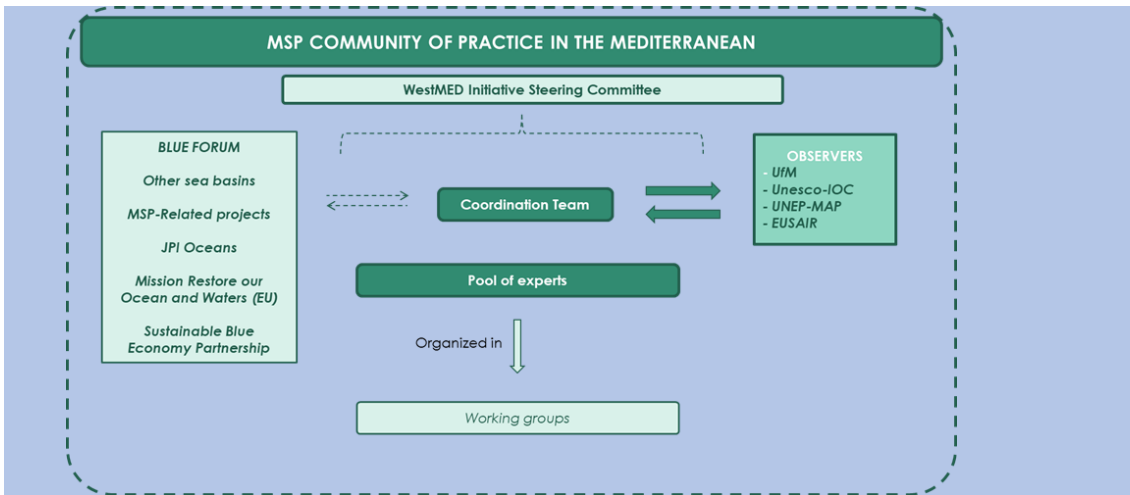 MSP COMMUNITY OF PRACTICE IN THE MEDITERRANEAN
WestMED Initiative Steering Committee
BLUE FORUM
Other sea basins
MSP-Related projects
JPI Oceans
Mission Restore our
Ocean and Waters (EU)
Sustainable Blue
Economy Partnership
Coordination Team
OBSERVERS
- UfM
- Unesco-IOC
- UNEP-MAP
- EUSAIR
Pool of experts
Organized in
Working groups